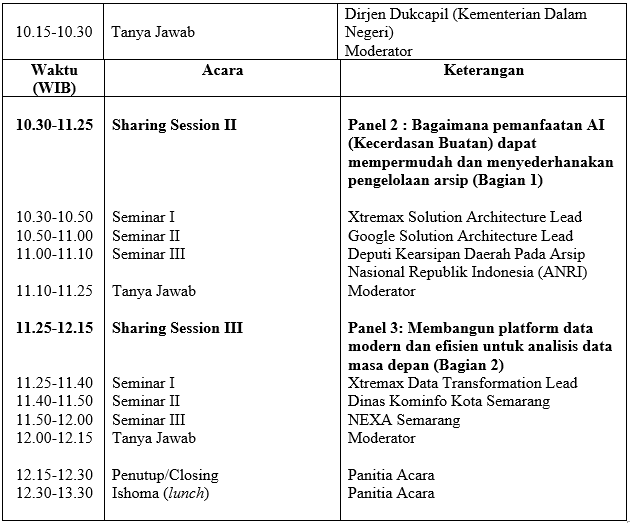 10.15-10.30 Tanya Jawab Dirjen Dukcapil (Kementerian Dalam
Negeri)
Moderator
Waktu Acara Keterangan
(WIB)
10.30-11.25 Sharing Session II Panel 2 : Bagaimana pemanfaatan AI
(Kecerdasan Buatan) dapat
mempermudah dan menyederhanakan
pengelolaan arsip (Bagian 1)
10.30-10.50 Seminar I Xtremax Solution Architecture Lead
10.50-11.00 Seminar II Google Solution Architecture Lead
11.00-11.10 Seminar III Deputi Kearsipan Daerah Pada Arsip
Nasional Republik Indonesia (ANRI)
11.10-11.25 Tanya Jawab Moderator
11.25-12.15 Sharing Session III Panel 3: Membangun platform data
modern dan efisien untuk analisis data
masa depan (Bagian 2)
11.25-11.40 Seminar I Xtremax Data Transformation Lead
11.40-11.50 Seminar II Dinas Kominfo Kota Semarang
11.50-12.00 Seminar III NEXA Semarang
12.00-12.15 Tanya Jawab Moderator
12.15-12.30 Penutup/Closing Panitia Acara
12.30-13.30 Ishoma (lunch) Panitia Acara